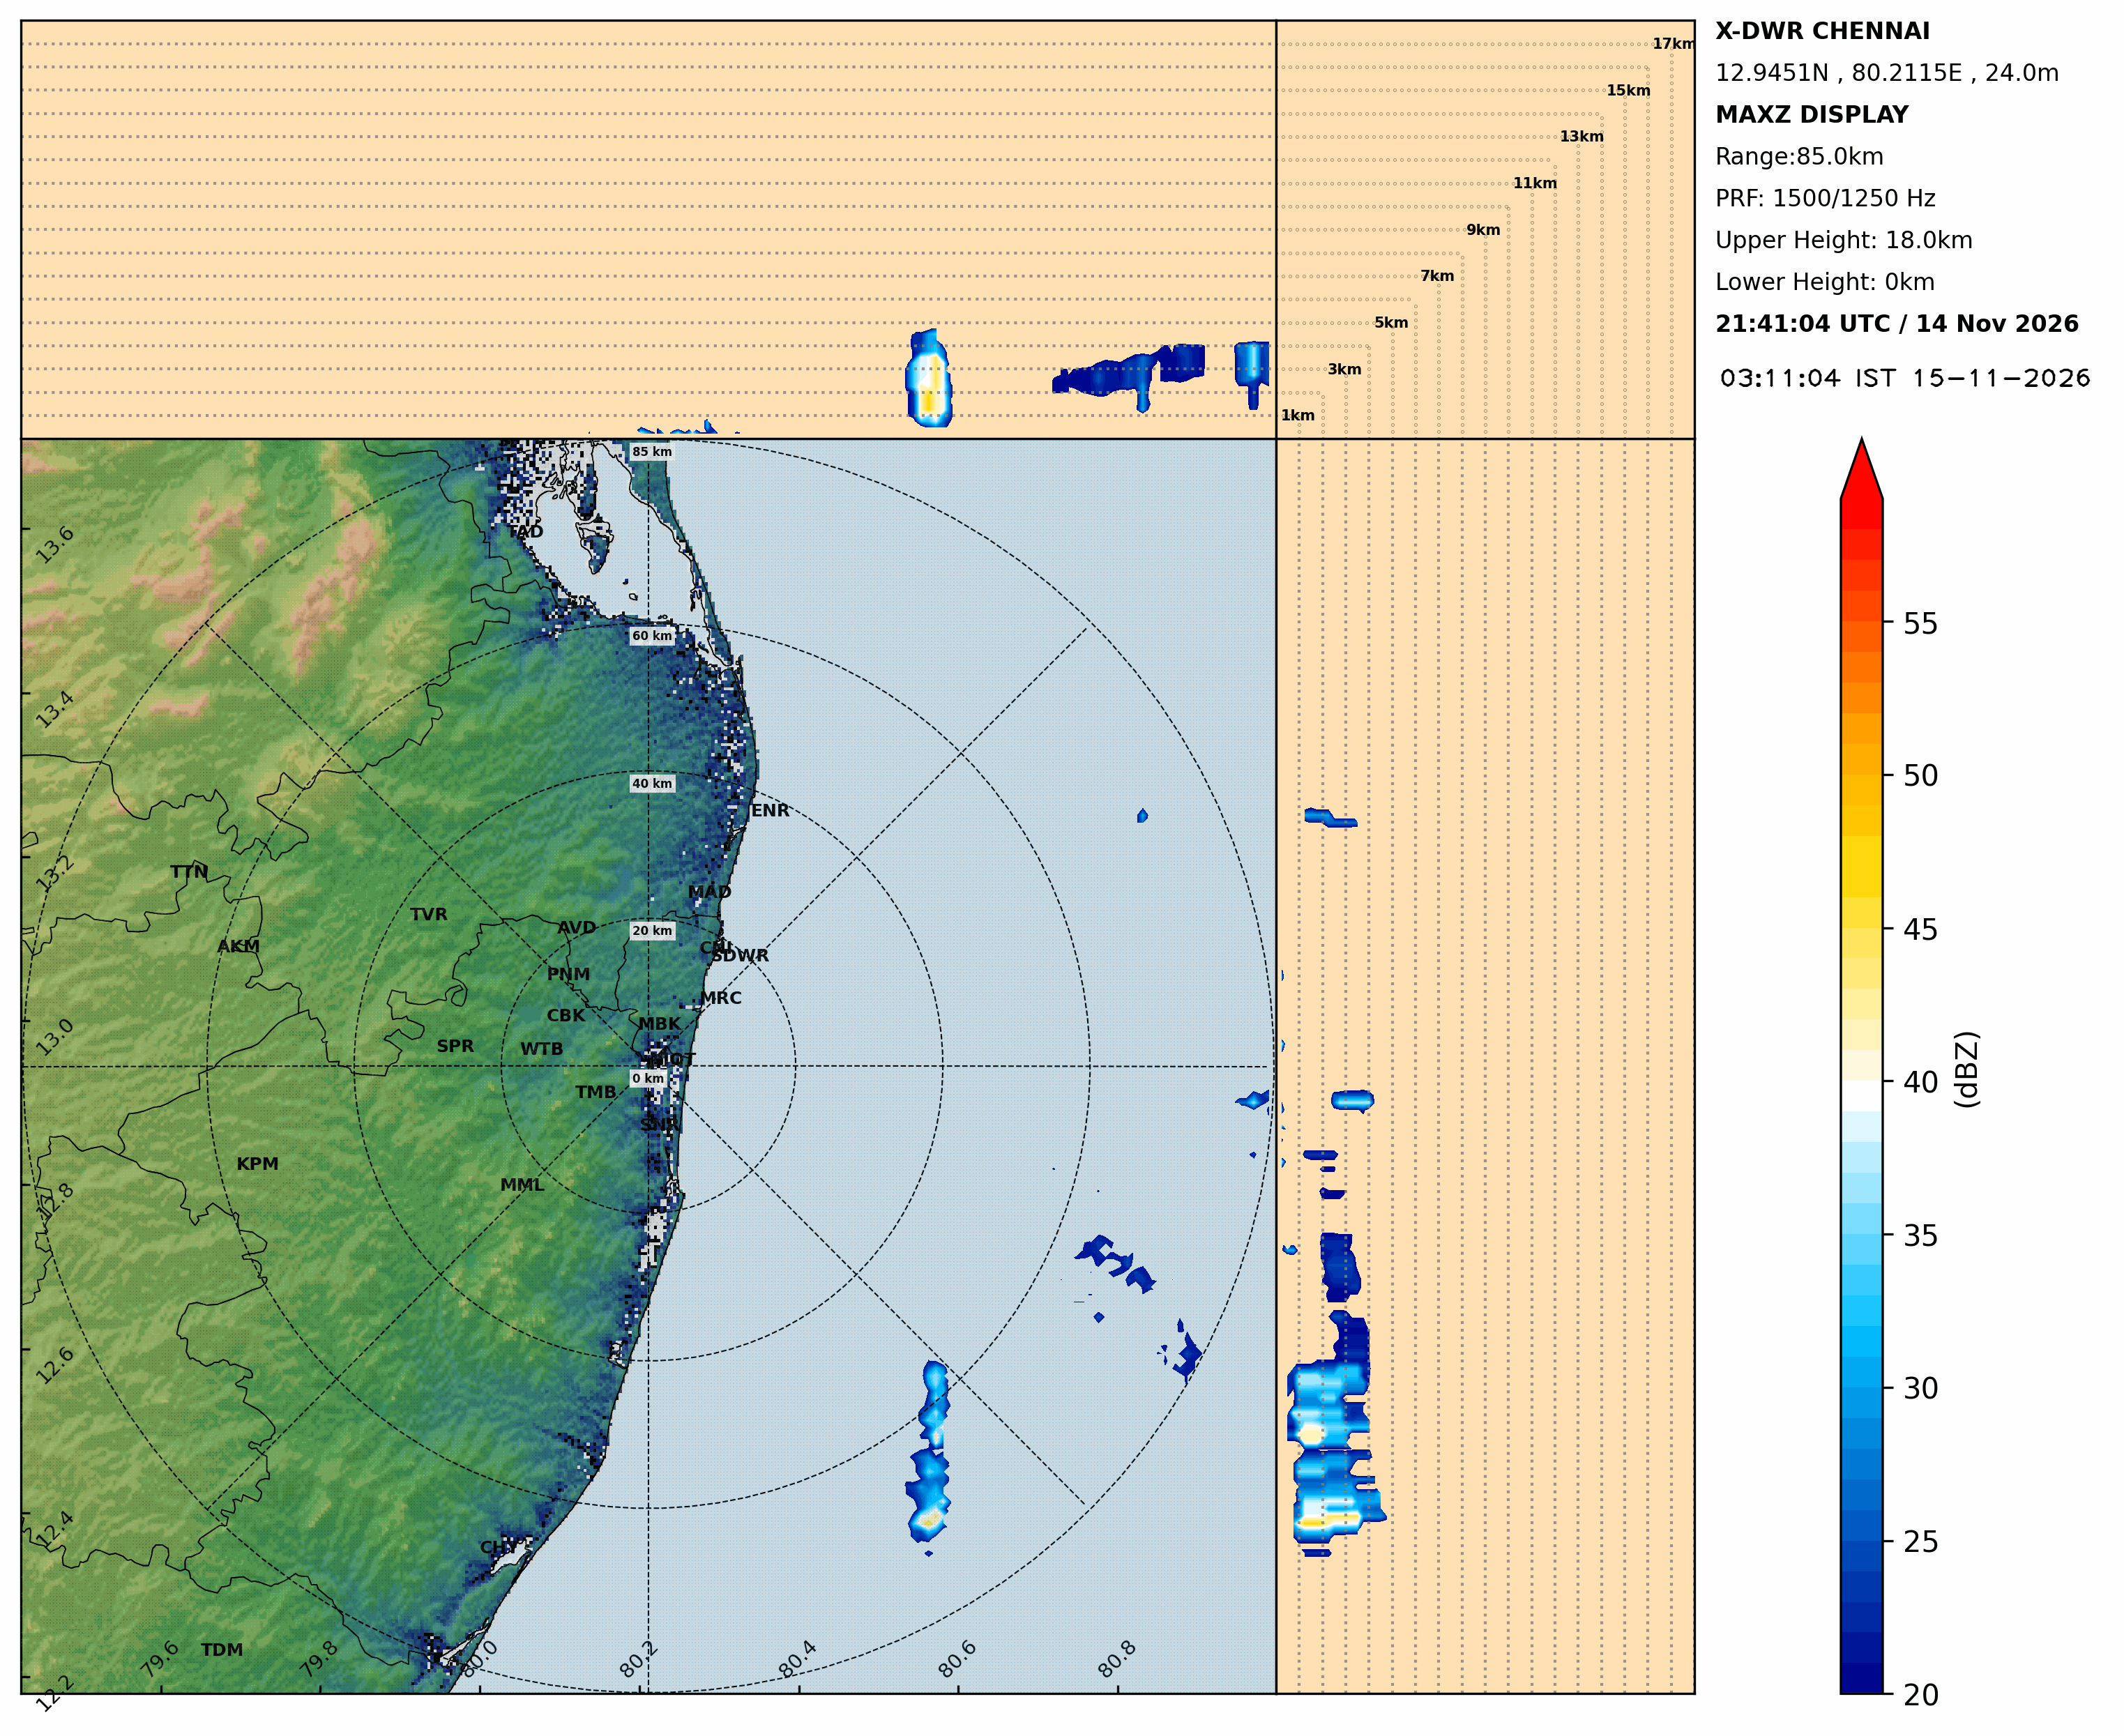 X-DWR CHENNAI
12.9451N , 80.2115E , 24.0m
MAXZ DISPLAY
Range:85.0km
PRF: 1500/1250 Hz
Upper Height: 18.0km
Lower Height: 0km
21:41:04 UTC / 14 Nov 2026
03:11:04 IST 15-11-2026
17km
15km
13km
11km
9km
7km
5km
3km
1km
85 km
60 km
40 km
20 km
0 km
TAD
ENR
TTN
MAD
TVR
AVD
AKM
SDWR
PNM
MRC
CBK
MBK
SPR
WTB
TMB
SNR
KPM
MML
CHY
TDM
13.6
13.4
13.2
13.0
12.8
12.6
12.4
12.2
79.6
79.8
80.0
80.2
80.4
80.6
80.8
55
50
45
40
35
30
25
20
(dBZ)